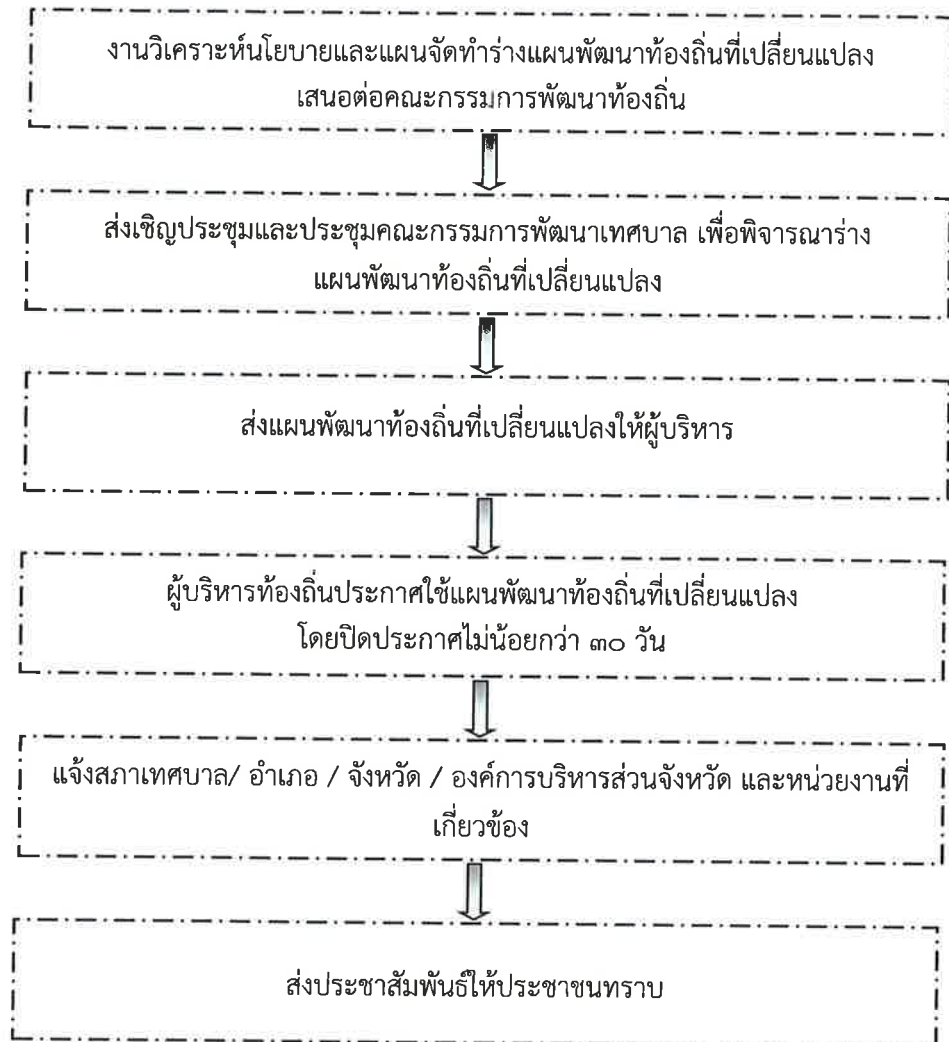 งานวิเคราะห์นโยบายและแผนจัดทำร่างแผนพัฒนาท้องถิ่นที่เปลี่ยนแปลง
เสนอต่อคณะกรรมการพัฒนาท้องถิ่น
ส่งเชิญประชุมและประชุมคณะกรรมการพัฒนาเทศบาล เพื่อพิจารณาร่าง
แผนพัฒนาท้องถิ่นที่เปลี่ยนแปลง
ส่งแผนพัฒนาท้องถิ่นที่เปลี่ยนแปลงให้ผู้บริหาร
ผู้บริหารท้องถิ่นประกาศใช้แผนพัฒนาท้องถิ่นที่เปลี่ยนแปลง
โดยปิดประกาศไม่น้อยกว่า ๓๐ วัน
แจ้งสภาเทศบาล/ อำเภอ / จังหวัด / องค์การบริหารส่วนจังหวัด และหน่วยงานที่
เกี่ยวข้อง
ส่งประชาสัมพันธ์ให้ประชาชนทราบ